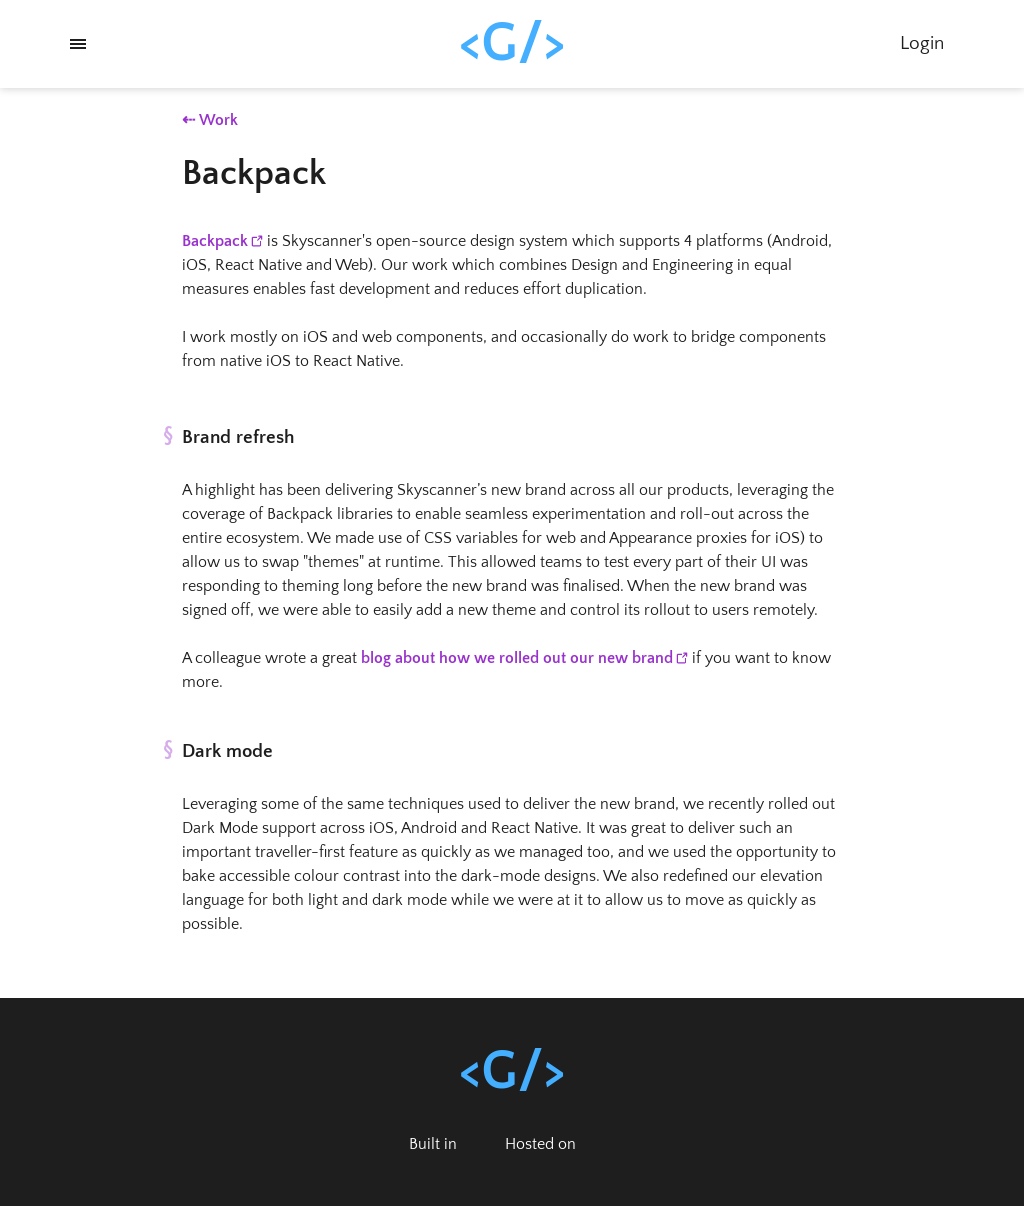 <G/>
Login
⇠ Work
Backpack
Backpack is Skyscanner's open-source design system which supports 4 platforms (Android,
iOS, React Native and Web). Our work which combines Design and Engineering in equal
measures enables fast development and reduces effort duplication.
I work mostly on iOS and web components, and occasionally do work to bridge components
from native iOS to React Native.
§ Brand refresh
A highlight has been delivering Skyscanner’s new brand across all our products, leveraging the
coverage of Backpack libraries to enable seamless experimentation and roll-out across the
entire ecosystem. We made use of CSS variables for web and Appearance proxies for iOS) to
allow us to swap "themes" at runtime. This allowed teams to test every part of their UI was
responding to theming long before the new brand was finalised. When the new brand was
signed off, we were able to easily add a new theme and control its rollout to users remotely.
A colleague wrote a great blog about how we rolled out our new brand if you want to know
more.
§ Dark mode
Leveraging some of the same techniques used to deliver the new brand, we recently rolled out
Dark Mode support across iOS, Android and React Native. It was great to deliver such an
important traveller-first feature as quickly as we managed too, and we used the opportunity to
bake accessible colour contrast into the dark-mode designs. We also redefined our elevation
language for both light and dark mode while we were at it to allow us to move as quickly as
possible.
<G/>
Built in
Hosted on